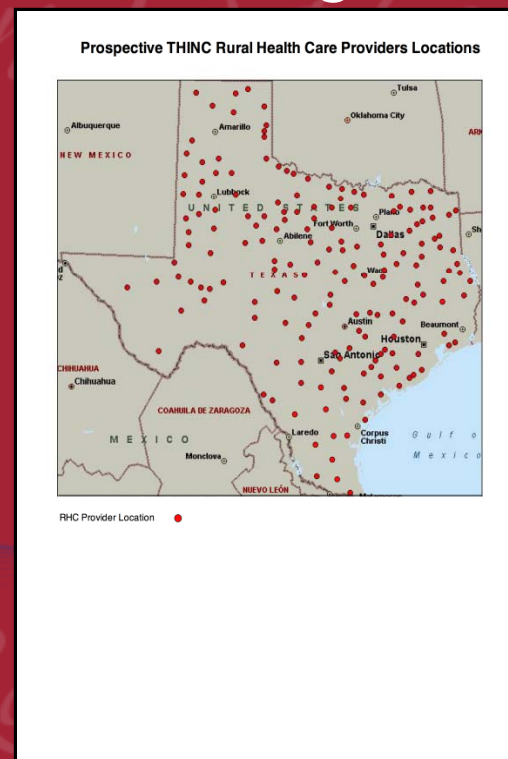 Prospective THINC Rural Health Care Providers Locations
Tulsa
Oklahoma City
Albuquerque
Amarillo
NEW MEXICO
Lubbock
UNITED STATES
Plano
Fort Worth
Dallas
Abilene
TEXAS
Waco
Austin
Beaumont
Houston
San Antonio
CHIHUAHUA
Chihuahua
COAHUILA DE ZARAGOZA
Laredo
Corpus
Christi
Gulf o
Mexico
MEXICO
Monclova
NUEVO LEÓN
RHC Provider Location